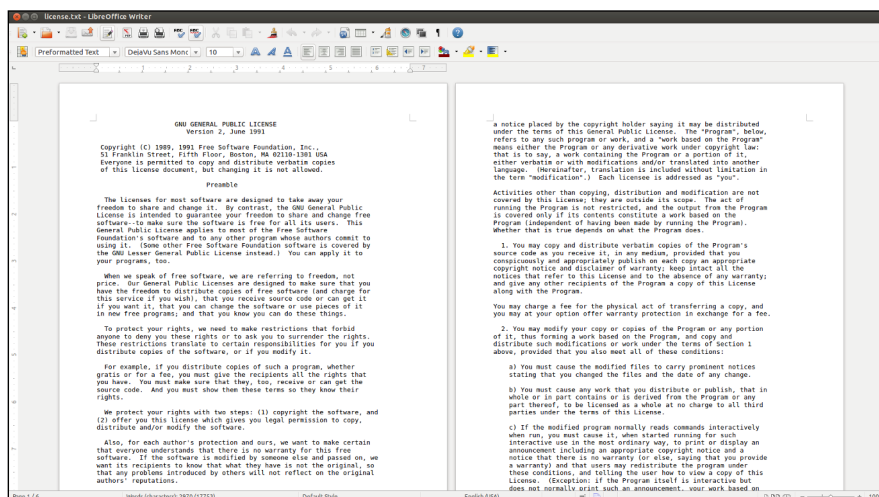 license.txt - LibreOffice Writer
Preformatted Text
DejaVu Sans Mono
10
GNU GENERAL PUBLIC LICENSE
Version 2, June 1991
Copyright (C) 1989, 1991 Free Software Foundation, Inc.,
51 Franklin Street, Fifth Floor, Boston, MA 02110-1301 USA
Everyone is permitted to copy and distribute verbatim copies
of this license document, but changing it is not allowed.
Preamble
The licenses for most software are designed to take away your
freedom to share and change it.  By contrast, the GNU General Public
License is intended to guarantee your freedom to share and change free
software--to make sure the software is free for all its users.  This
General Public License applies to most of the Free Software
Foundation's software and to any other program whose authors commit to
using it.  (Some other Free Software Foundation software is covered by
the GNU Lesser General Public License instead.)  You can apply it to
your programs, too.
When we speak of free software, we are referring to freedom, not
price.  Our General Public Licenses are designed to make sure that you
have the freedom to distribute copies of free software (and charge for
this service if you wish), that you receive source code or can get it
if you want it, that you can change the software or use pieces of it
in new free programs; and that you know you can do these things.
To protect your rights, we need to make restrictions that forbid
anyone to deny you these rights or to ask you to surrender the rights.
These restrictions translate to certain responsibilities for you if you
distribute copies of the software, or if you modify it.
For example, if you distribute copies of such a program, whether
gratis or for a fee, you must give the recipients all the rights that
you have.  You must make sure that they, too, receive or can get the
source code.  And you must show them these terms so they know their
rights.
We protect your rights with two steps: (1) copyright the software, and
(2) offer you this license which gives you legal permission to copy,
distribute and/or modify the software.
Also, for each author's protection and ours, we want to make certain
that everyone understands that there is no warranty for this free
software.  If the software is modified by someone else and passed on, we
want its recipients to know that what they have is not the original, so
that any problems introduced by others will not reflect on the original
authors' reputations.
a notice placed by the copyright holder saying it may be distributed
under the terms of this General Public License.  The "Program", below,
refers to any such program or work, and a "work based on the Program"
means either the Program or any derivative work under copyright law:
that is to say, a work containing the Program or a portion of it,
either verbatim or with modifications and/or translated into another
language.  (Hereinafter, translation is included without limitation in
the term "modification".)  Each licensee is addressed as "you".
Activities other than copying, distribution and modification are not
covered by this License; they are outside its scope.  The act of
running the Program is not restricted, and the output from the Program
is covered only if its contents constitute a work based on the
Program (independent of having been made by running the Program).
Whether that is true depends on what the Program does.
1. You may copy and distribute verbatim copies of the Program's
source code as you receive it, in any medium, provided that you
conspicuously and appropriately publish on each copy an appropriate
copyright notice and disclaimer of warranty; keep intact all the
notices that refer to this License and to the absence of any warranty;
and give any other recipients of the Program a copy of this License
along with the Program.
You may charge a fee for the physical act of transferring a copy, and
you may at your option offer warranty protection in exchange for a fee.
2. You may modify your copy or copies of the Program or any portion
of it, thus forming a work based on the Program, and copy and
distribute such modifications or work under the terms of Section 1
above, provided that you also meet all of these conditions:
a) You must cause the modified files to carry prominent notices
stating that you changed the files and the date of any change.
b) You must cause any work that you distribute or publish, that in
whole or in part contains or is derived from the Program or any
part thereof, to be licensed as a whole at no charge to all third
parties under the terms of this License.
c) If the modified program normally reads commands interactively
when run, you must cause it, when started running for such
interactive use in the most ordinary way, to print or display an
announcement including an appropriate copyright notice and a
notice that there is no warranty (or else, saying that you provide
a warranty) and that users may redistribute the program under
these conditions, and telling the user how to view a copy of this
License.  (Exception: if the Program itself is interactive but
does not normally print such an announcement, your work based on
Page 1 / 6
Words (characters): 2870 (17753)
Default Style
English (USA)